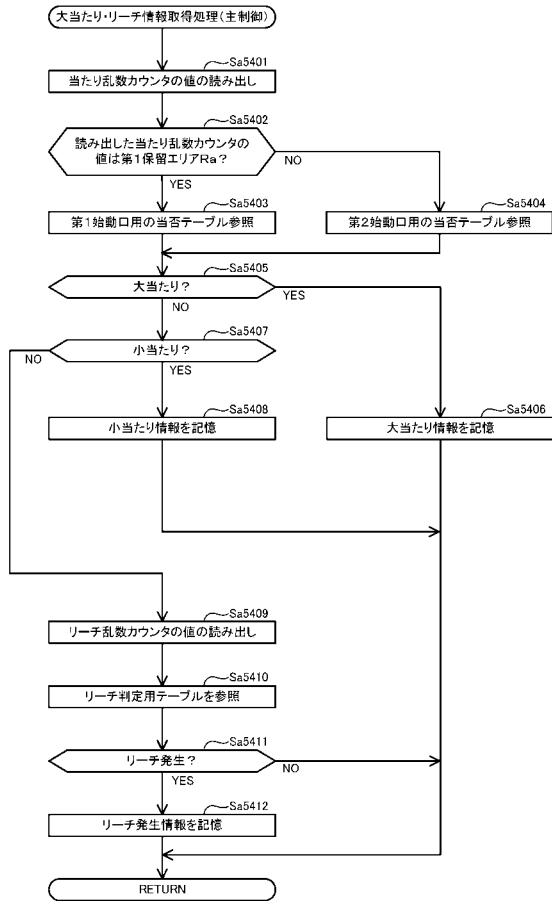 大当たり・リーチ情報取得処理(主制御)
Sa5401
当たり乱数カウンタの値の読み出し
Sa5402
読み出した当たり乱数カウンタの
値は第1保留エリアRa?
NO
YES
Sa5403
第1始動口用の当否テーブル参照
Sa5404
第2始動口用の当否テーブル参照
Sa5405
大当たり?
YES
NO
Sa5407
小当たり?
NO
YES
Sa5408
小当たり情報を記憶
Sa5406
大当たり情報を記憶
Sa5409
リーチ乱数カウンタの値の読み出し
Sa5410
リーチ判定用テーブルを参照
Sa5411
リーチ発生?
NO
YES
Sa5412
リーチ発生情報を記憶
RETURN